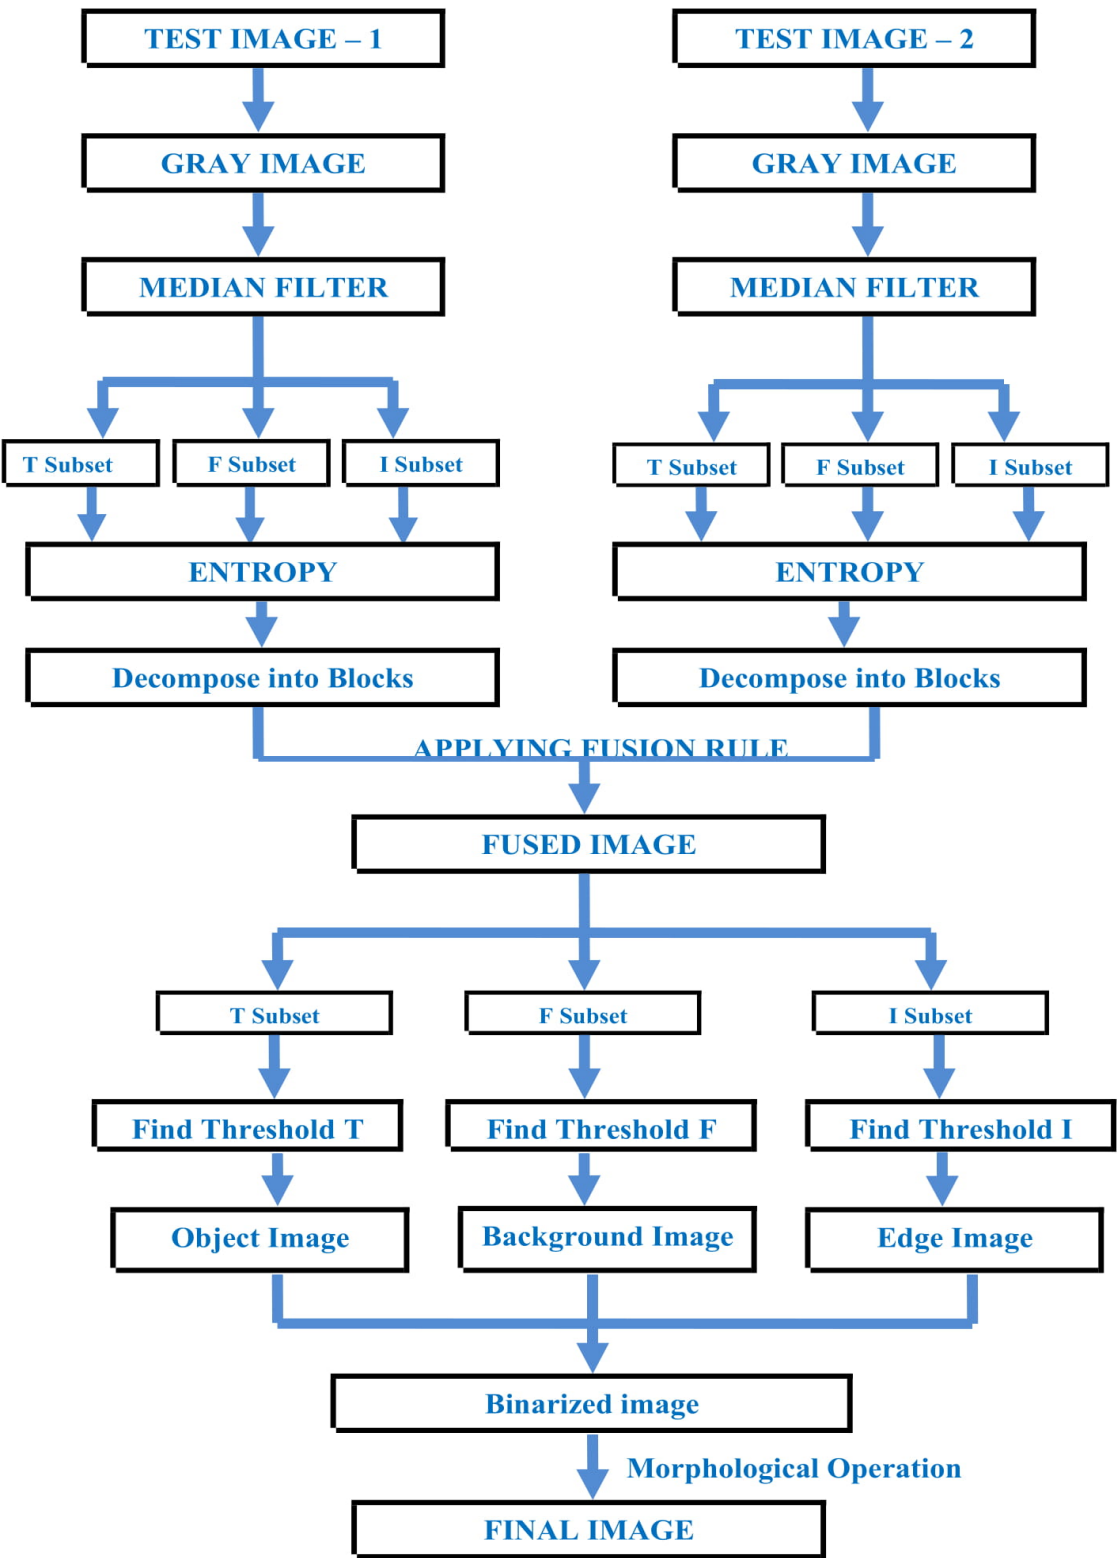 TEST IMAGE – 1
TEST IMAGE – 2
GRAY IMAGE
GRAY IMAGE
MEDIAN FILTER
MEDIAN FILTER
T Subset
F Subset
I Subset
T Subset
F Subset
I Subset
ENTROPY
ENTROPY
Decompose into Blocks
Decompose into Blocks
APPLYING FUSION RULE
FUSED IMAGE
T Subset
F Subset
I Subset
Find Threshold T
Find Threshold F
Find Threshold I
Object Image
Background Image
Edge Image
Binarized image
Morphological Operation
FINAL IMAGE